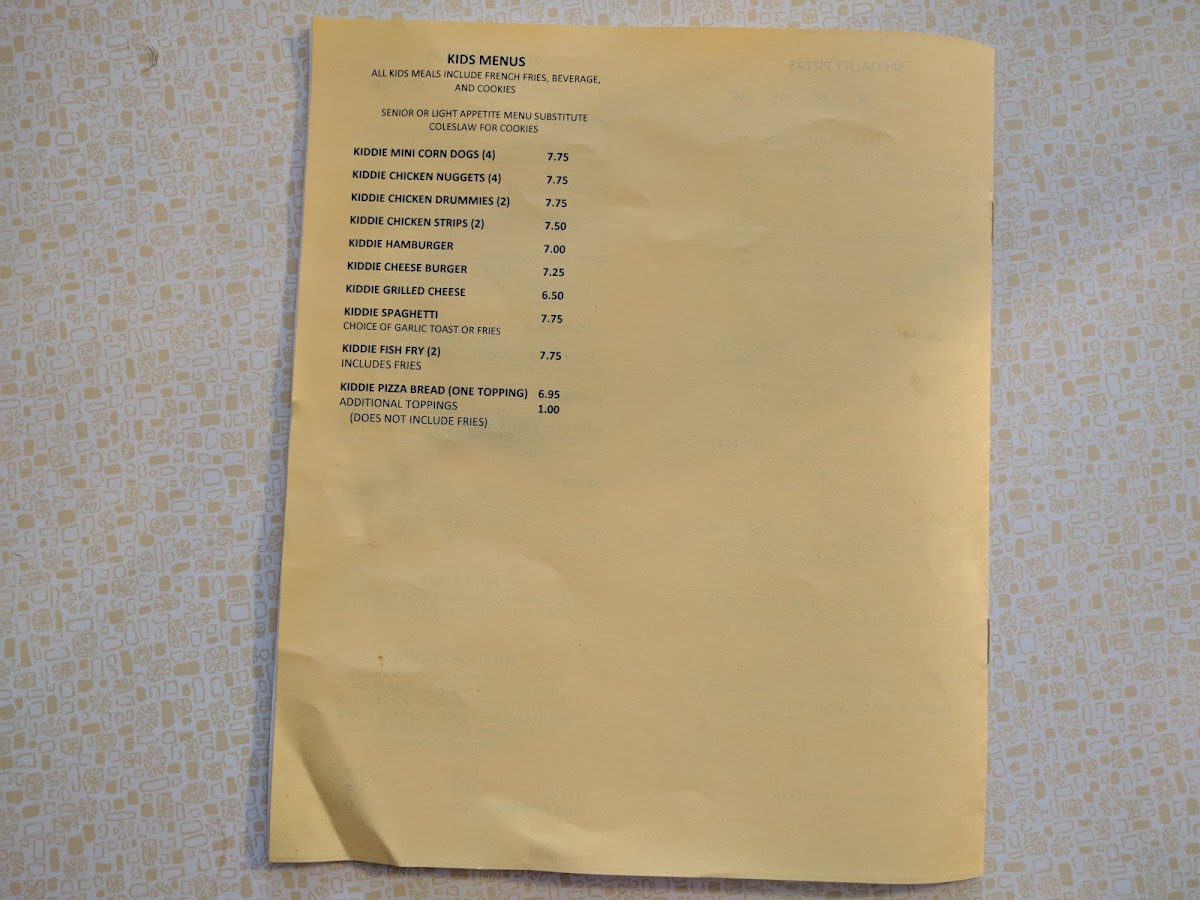 KIDS MENUS
ALL KIDS MEALS INCLUDE FRENCH FRIES, BEVERAGE,
AND COOKIES
SENIOR OR LIGHT APPETITE MENU SUBSTITUTE
COLESLAW FOR COOKIES
KIDDIE MINI CORN DOGS (4) 7.75
KIDDIE CHICKEN NUGGETS (4) 7.75
KIDDIE CHICKEN DRUMMIES (2) 7.75
KIDDIE CHICKEN STRIPS (2) 7.50
KIDDIE HAMBURGER 7.00
KIDDIE CHEESE BURGER 7.25
KIDDIE GRILLED CHEESE 6.50
KIDDIE SPAGHETTI 7.75
CHOICE OF GARLIC TOAST OR FRIES
KIDDIE FISH FRY (2) 7.75
INCLUDES FRIES
KIDDIE PIZZA BREAD (ONE TOPPING) 6.95
ADDITIONAL TOPPINGS 1.00
(DOES NOT INCLUDE FRIES)
SPECIALITY PIZZAS